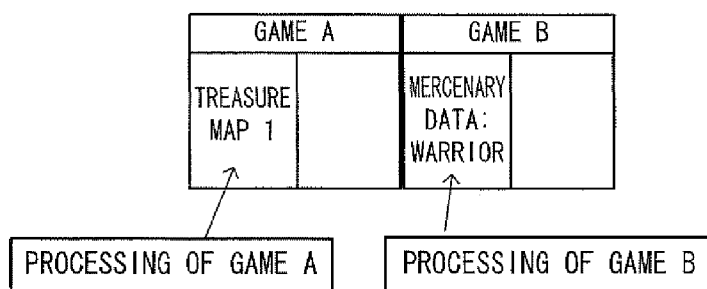 GAME A
GAME B
TREASURE
MAP 1
MERCENARY
DATA:
WARRIOR
PROCESSING OF GAME A
PROCESSING OF GAME B